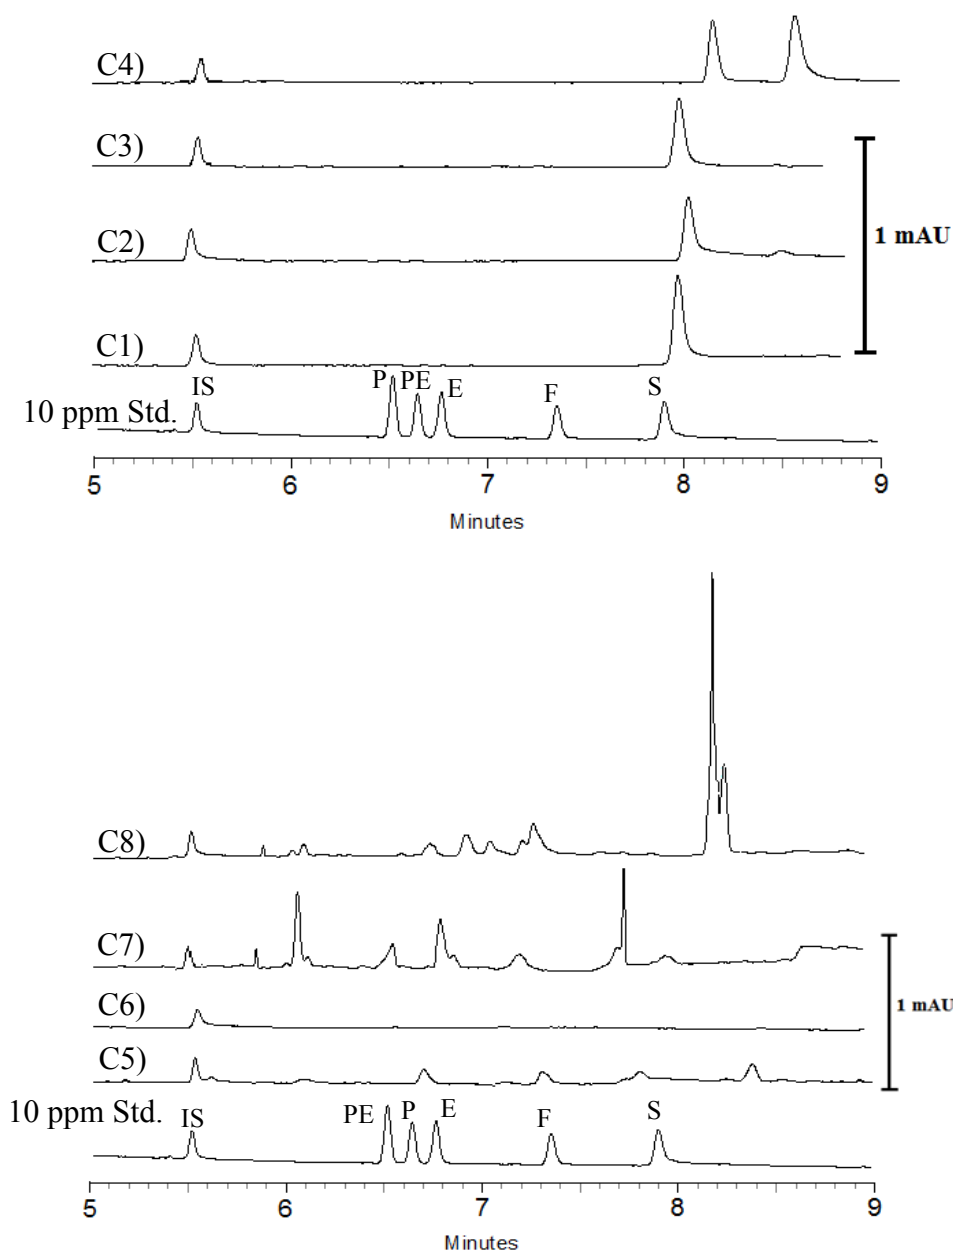 C4)
C3)
C2)
C1)
1 mAU
10 ppm Std.
IS P PE E F S
5 6 7 8 9
Minutes
C8)
C7)
C6)
C5)
1 mAU
10 ppm Std.
IS PE P E F S
5 6 7 8 9
Minutes